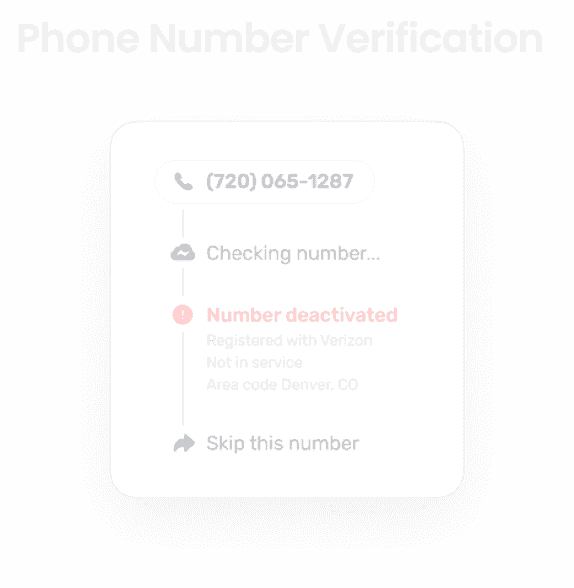 Phone Number Verification
(720) 065-1287
Checking number...
Number deactivated
Registered with Verizon
Not in service
Area code Denver, CO
Skip this number